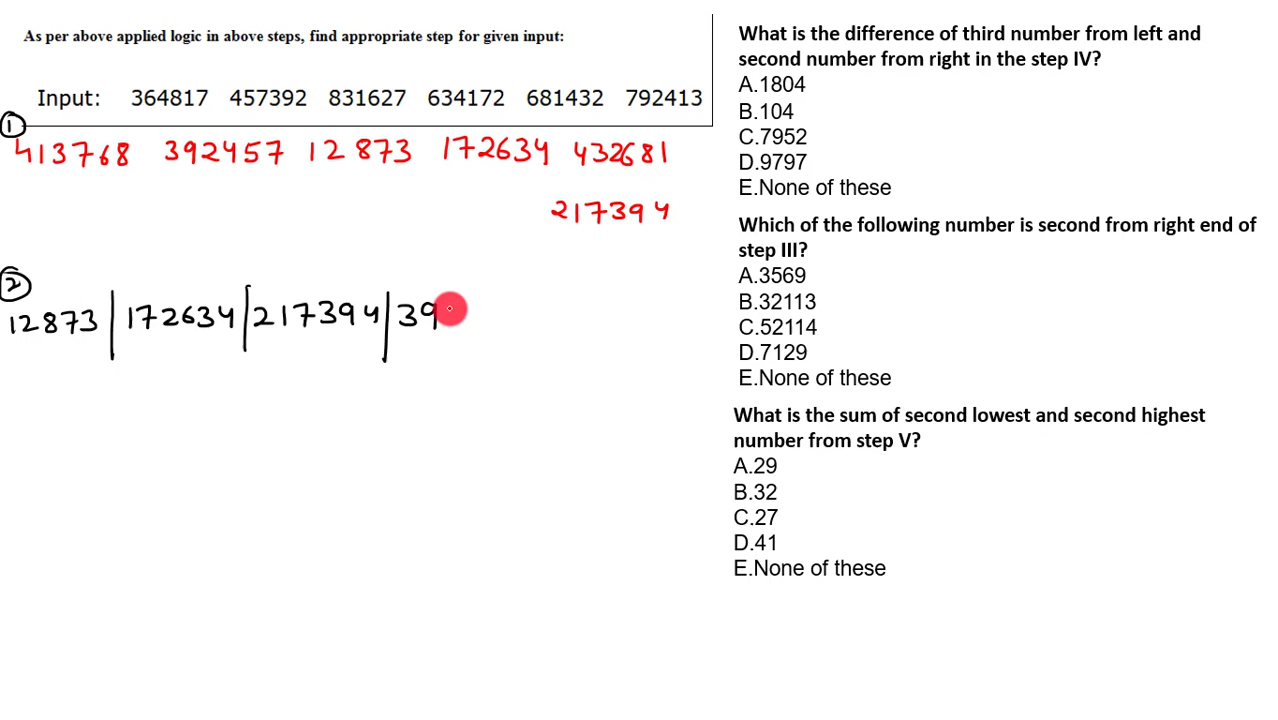 As per above applied logic in above steps, find appropriate step for given input:
Input: 364817 457392 831627 634172 681432 792413
1
413768 392457 12873 172634 432681
217394
2
12873 | 172634 | 217394 | 39
What is the difference of third number from left and
second number from right in the step IV?
A.1804
B.104
C.7952
D.9797
E.None of these
Which of the following number is second from right end of
step III?
A.3569
B.32113
C.52114
D.7129
E.None of these
What is the sum of second lowest and second highest
number from step V?
A.29
B.32
C.27
D.41
E.None of these